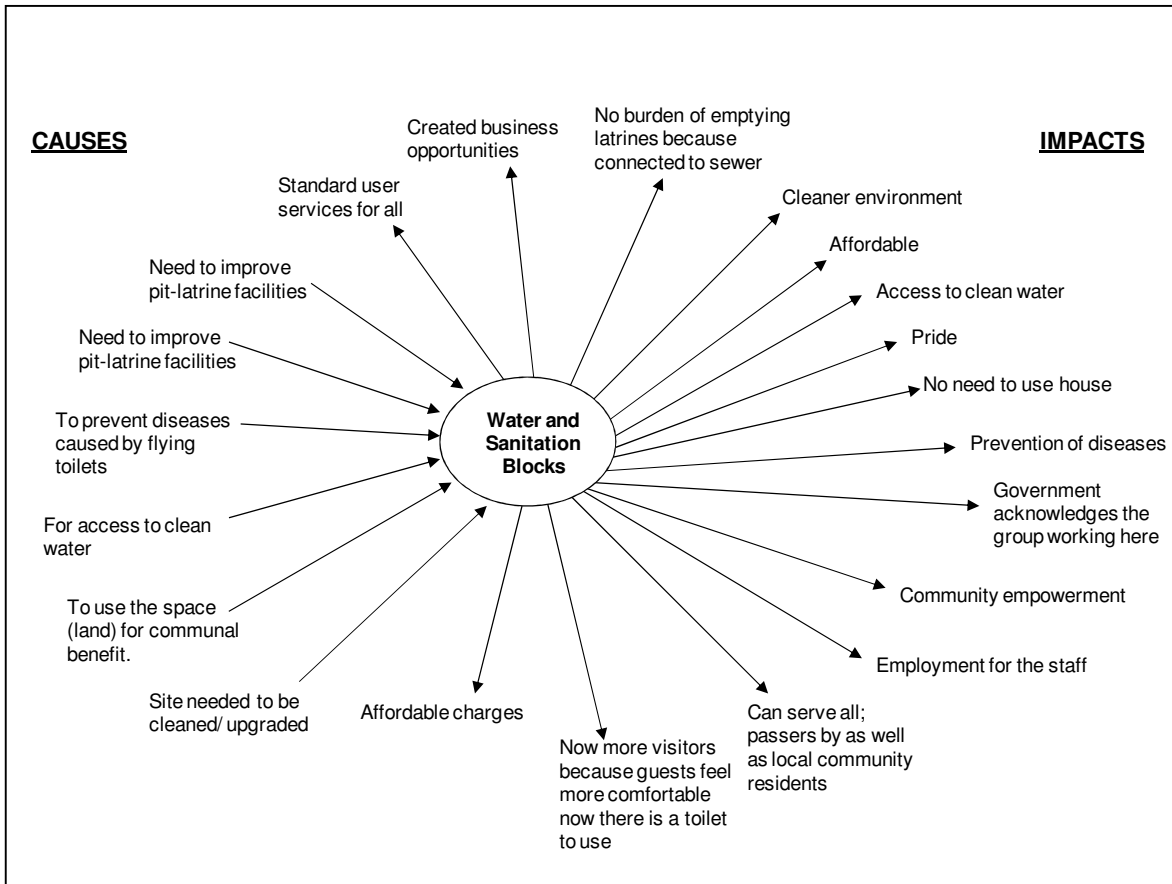 CAUSES
IMPACTS
Created business
opportunities
No burden of emptying
latrines because
connected to sewer
Standard user
services for all
Cleaner environment
Need to improve
pit-latrine facilities
Affordable
Access to clean water
Need to improve
pit-latrine facilities
Pride
No need to use house
To prevent diseases
caused by flying
toilets
Water and
Sanitation
Blocks
Prevention of diseases
For access to clean
water
Government
acknowledges the
group working here
To use the space
(land) for communal
benefit.
Community empowerment
Employment for the staff
Site needed to be
cleaned/ upgraded
Affordable charges
Can serve all;
passers by as well
as local community
residents
Now more visitors
because guests feel
more comfortable
now there is a toilet
to use